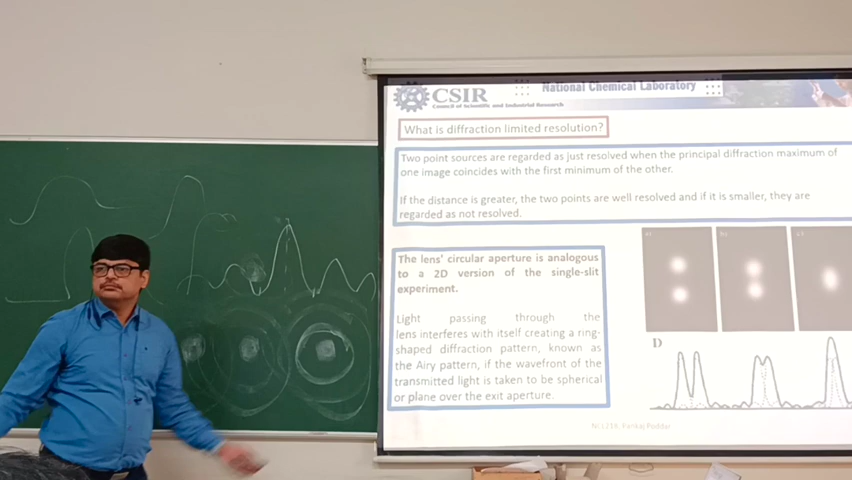 CSIR
Council of Scientific and Industrial Research
National Chemical Laboratory
What is diffraction limited resolution?
Two point sources are regarded as just resolved when the principal diffraction maximum of
one image coincides with the first minimum of the other.
If the distance is greater, the two points are well resolved and if it is smaller, they are
regarded as not resolved.
The lens' circular aperture is analogous
to a 2D version of the single-slit
experiment.
Light passing through the
lens interferes with itself creating a ring-
shaped diffraction pattern, known as
the Airy pattern, if the wavefront of the
transmitted light is taken to be spherical
or plane over the exit aperture.
D
Pankaj Poddar